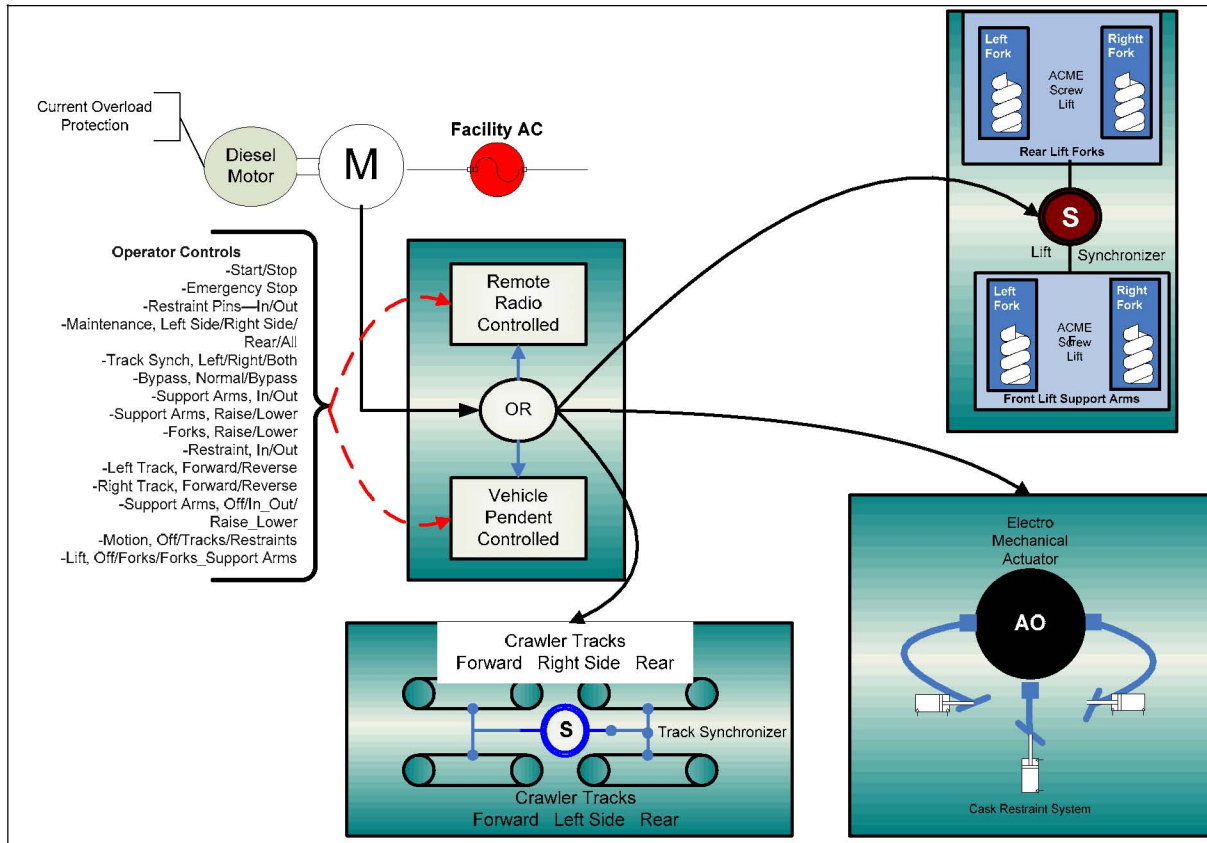 Current Overload
Protection
Diesel
Motor
M
Facility AC
Operator Controls
-Start/Stop
-Emergency Stop
-Restraint Pins—In/Out
-Maintenance, Left Side/Right Side/
Rear/All
-Track Synch, Left/Right/Both
-Bypass, Normal/Bypass
-Support Arms, In/Out
-Support Arms, Raise/Lower
-Forks, Raise/Lower
-Restraint, In/Out
-Left Track, Forward/Reverse
-Right Track, Forward/Reverse
-Support Arms, Off/In_Out/
Raise_Lower
-Motion, Off/Tracks/Restraints
-Lift, Off/Forks/Forks_Support Arms
Remote
Radio
Controlled
OR
Vehicle
Pendent
Controlled
Left
Fork
ACME
Screw
Lift
Rightt
Fork
Rear Lift Forks
S
Lift Synchronizer
Left
Fork
ACME
Screw
F
Lift
Right
Fork
Front Lift Support Arms
Crawler Tracks
Forward Right Side Rear
S
Track Synchronizer
Crawler Tracks
Forward Left Side Rear
Electro
Mechanical
Actuator
AO
Cask Restraint System